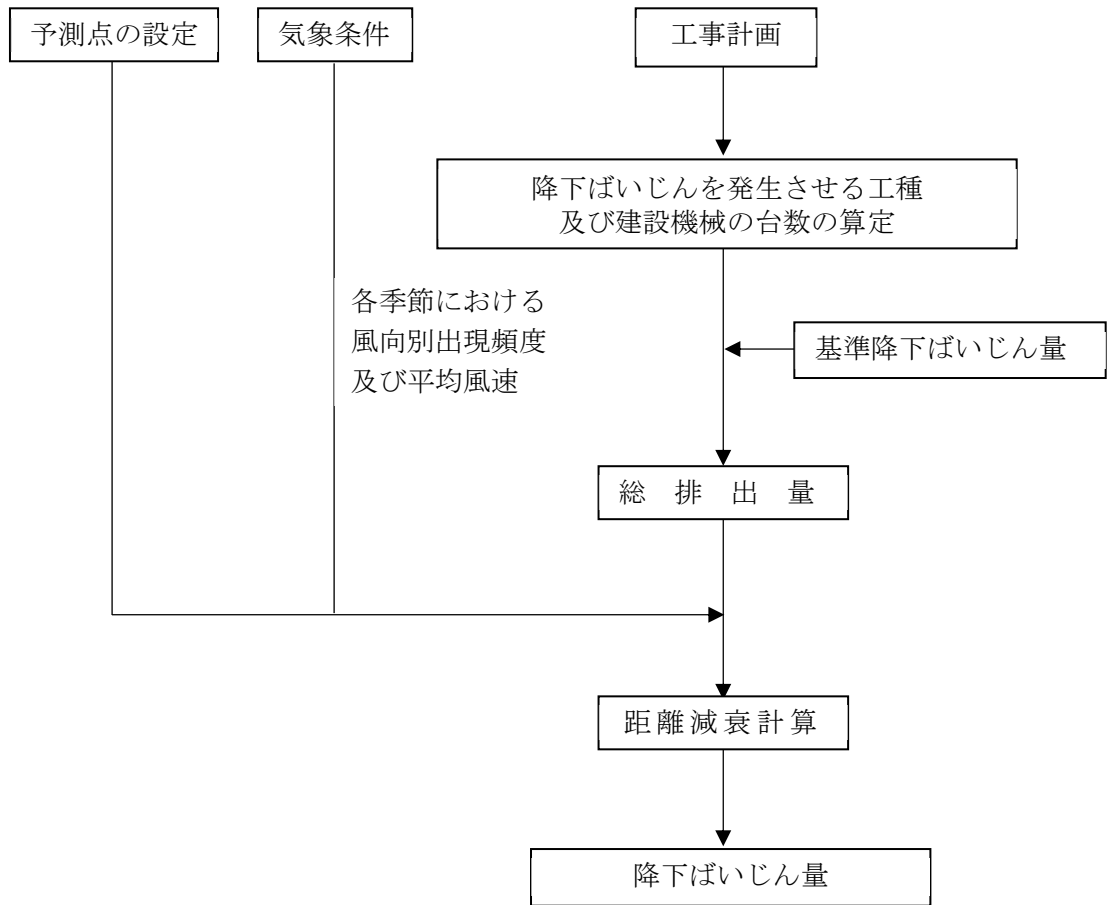 予測点の設定
気象条件
工事計画
降下ばいじんを発生させる工種
及び建設機械の台数の算定
各季節における
風向別出現頻度
及び平均風速
基準降下ばいじん量
総 排 出 量
距離減衰計算
降下ばいじん量